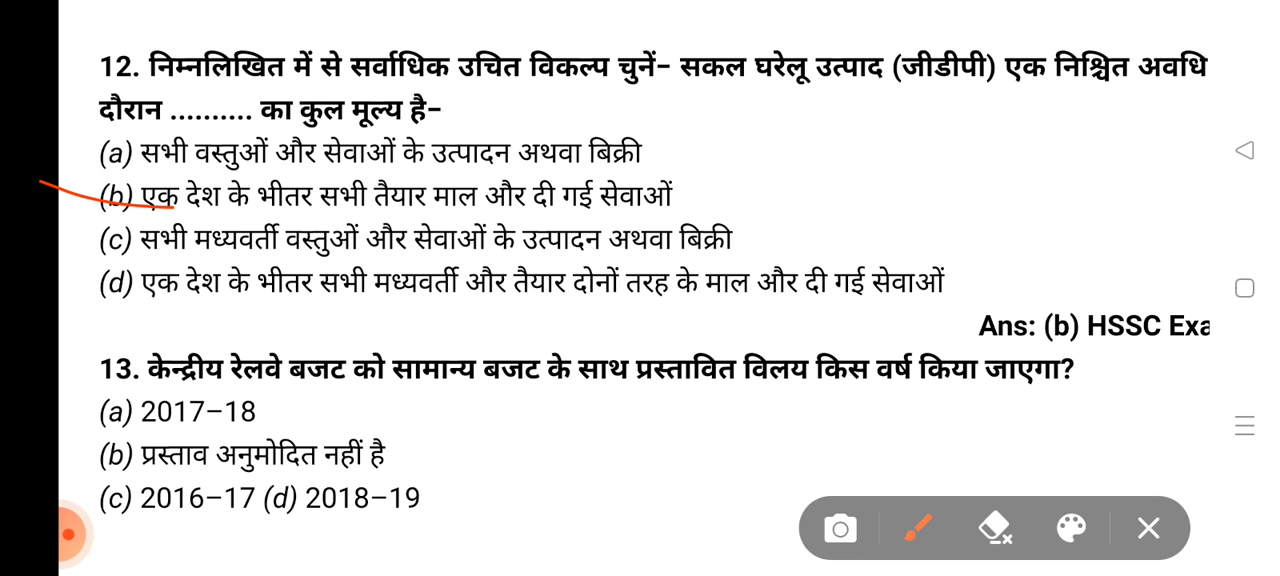 12. निम्नलिखित में से सर्वाधिक उचित विकल्प चुनें– सकल घरेलू उत्पाद (जीडीपी) एक निश्चित अवधि
दौरान .......... का कुल मूल्य है–
(a) सभी वस्तुओं और सेवाओं के उत्पादन अथवा बिक्री
(b) एक देश के भीतर सभी तैयार माल और दी गई सेवाओं
(c) सभी मध्यवर्ती वस्तुओं और सेवाओं के उत्पादन अथवा बिक्री
(d) एक देश के भीतर सभी मध्यवर्ती और तैयार दोनों तरह के माल और दी गई सेवाओं
Ans: (b) HSSC Exa
13. केन्द्रीय रेलवे बजट को सामान्य बजट के साथ प्रस्तावित विलय किस वर्ष किया जाएगा?
(a) 2017–18
(b) प्रस्ताव अनुमोदित नहीं है
(c) 2016–17 (d) 2018–19